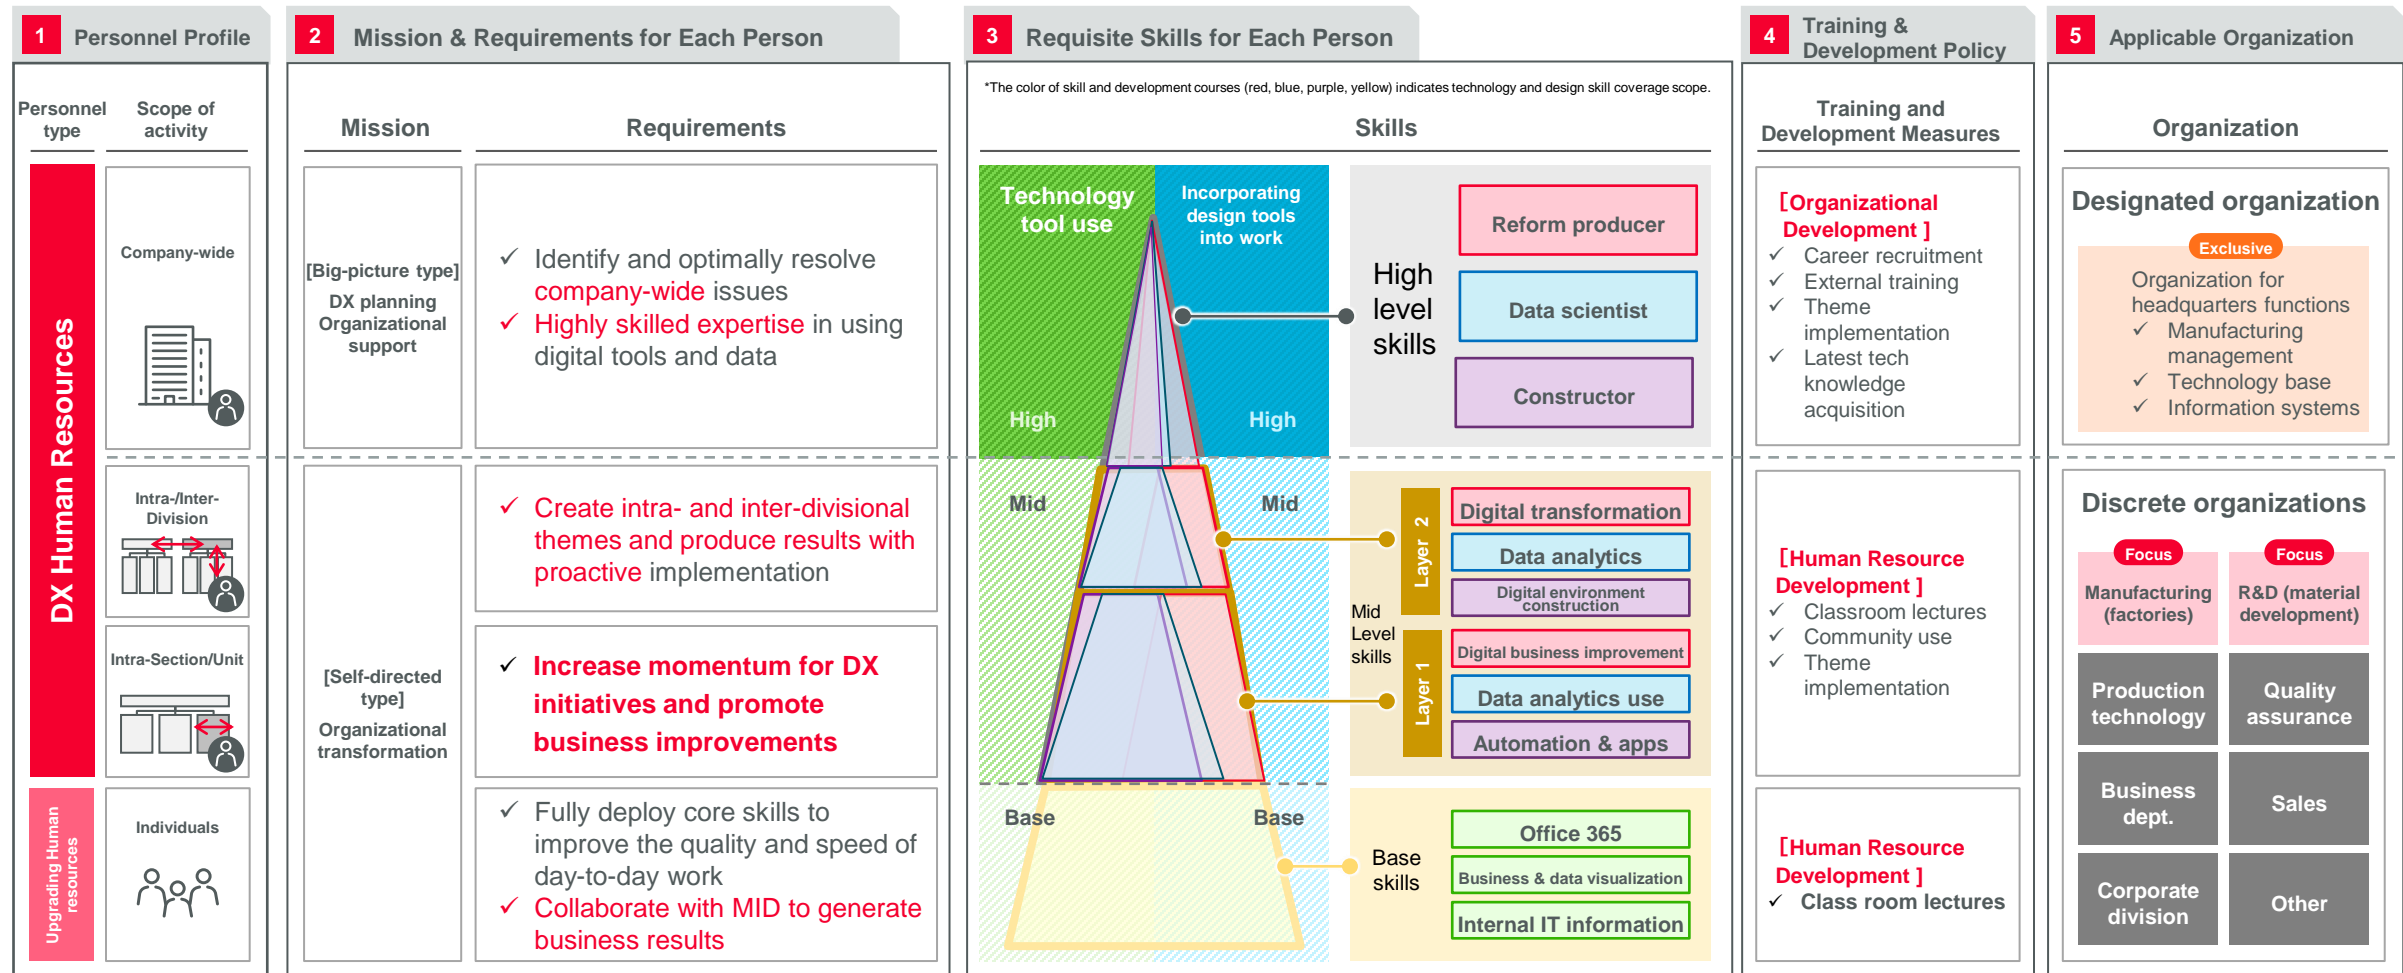 1 Personnel Profile
2 Mission & Requirements for Each Person
3 Requisite Skills for Each Person
4 Training &
Development Policy
5 Applicable Organization
Personnel
type
Scope of
activity
DX Human Resources
Upgrading Human
resources
Company-wide
Intra-/Inter-
Division
Intra-Section/Unit
Individuals
Mission
Requirements
[Big-picture type]
DX planning
Organizational
support
✓ Identify and optimally resolve
company-wide issues
✓ Highly skilled expertise in using
digital tools and data
[Self-directed
type]
Organizational
transformation
✓ Create intra- and inter-divisional
themes and produce results with
proactive implementation
✓ Increase momentum for DX
initiatives and promote
business improvements
✓ Fully deploy core skills to
improve the quality and speed of
day-to-day work
✓ Collaborate with MID to generate
business results
*The color of skill and development courses (red, blue, purple, yellow) indicates technology and design skill coverage scope.
Skills
Technology
tool use
Incorporating
design tools
into work
High
High
Mid
Mid
Base
Base
High
level
skills
Reform producer
Data scientist
Constructor
Mid
Level
skills
Layer 2
Digital transformation
Data analytics
Digital environment
construction
Layer 1
Digital business improvement
Data analytics use
Automation & apps
Base
skills
Office 365
Business & data visualization
Internal IT information
Training and
Development Measures
[Organizational
Development ]
✓ Career recruitment
✓ External training
✓ Theme
implementation
✓ Latest tech
knowledge
acquisition
[Human Resource
Development ]
✓ Classroom lectures
✓ Community use
✓ Theme
implementation
[Human Resource
Development ]
✓ Class room lectures
Organization
Designated organization
Exclusive
Organization for
headquarters functions
✓ Manufacturing
management
✓ Technology base
✓ Information systems
Discrete organizations
Focus
Manufacturing
(factories)
Focus
R&D (material
development)
Production
technology
Quality
assurance
Business
dept.
Sales
Corporate
division
Other